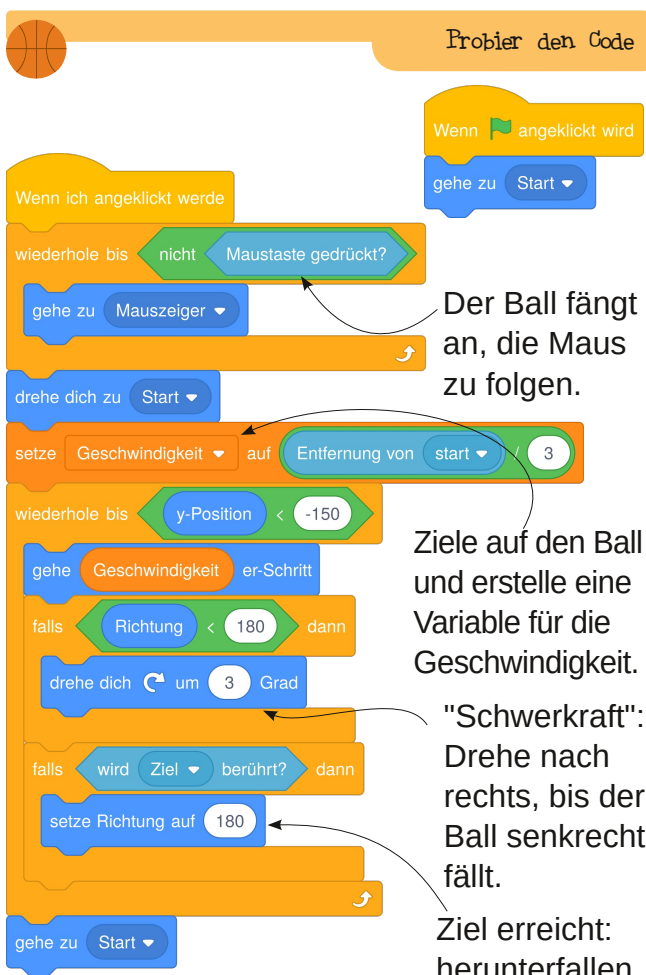 Probier den Code
Wenn angeklickt wird
gehe zu Start
Wenn ich angeklickt werde
wiederhole bis nicht Maustaste gedrückt?
gehe zu Mauszeiger
Der Ball fängt
an, die Maus
zu folgen.
drehe dich zu Start
setze Geschwindigkeit auf Entfernung von start / 3
wiederhole bis y-Position < -150
Ziele auf den Ball
und erstelle eine
Variable für die
Geschwindigkeit.
gehe Geschwindigkeit er-Schritt
falls Richtung < 180 dann
drehe dich um 3 Grad
"Schwerkraft":
Drehe nach
rechts, bis der
Ball senkrecht
fällt.
falls wird Ziel berührt? dann
setze Richtung auf 180
Ziel erreicht:
herunterfallen
gehe zu Start